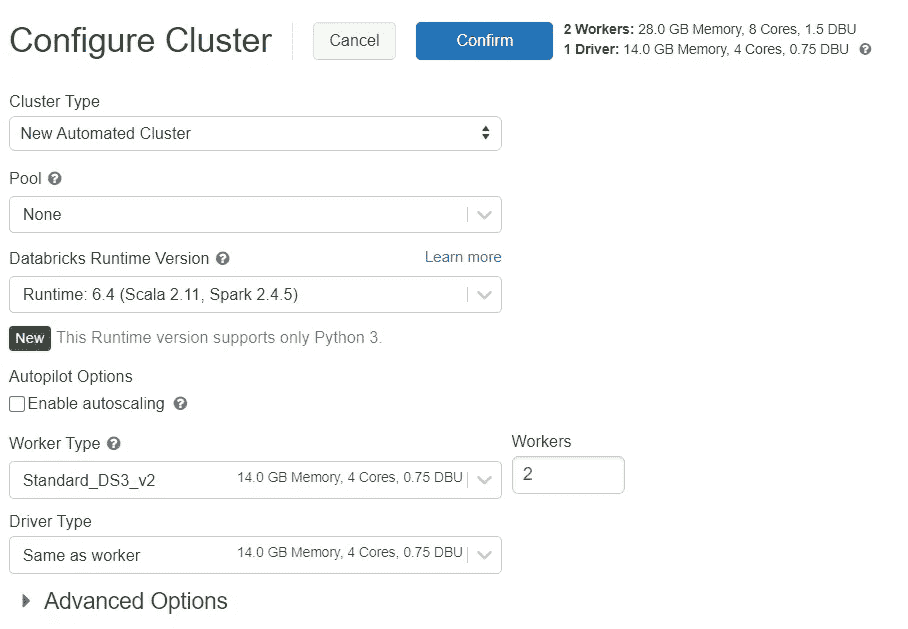 Configure Cluster
Cancel
Confirm
2 Workers: 28.0 GB Memory, 8 Cores, 1.5 DBU
1 Driver: 14.0 GB Memory, 4 Cores, 0.75 DBU ?
Cluster Type
New Automated Cluster
Pool ?
None
Databricks Runtime Version ?
Learn more
Runtime: 6.4 (Scala 2.11, Spark 2.4.5)
New This Runtime version supports only Python 3.
Autopilot Options
Enable autoscaling ?
Worker Type ?
Workers
Standard_DS3_v2 14.0 GB Memory, 4 Cores, 0.75 DBU
2
Driver Type
Same as worker 14.0 GB Memory, 4 Cores, 0.75 DBU
Advanced Options